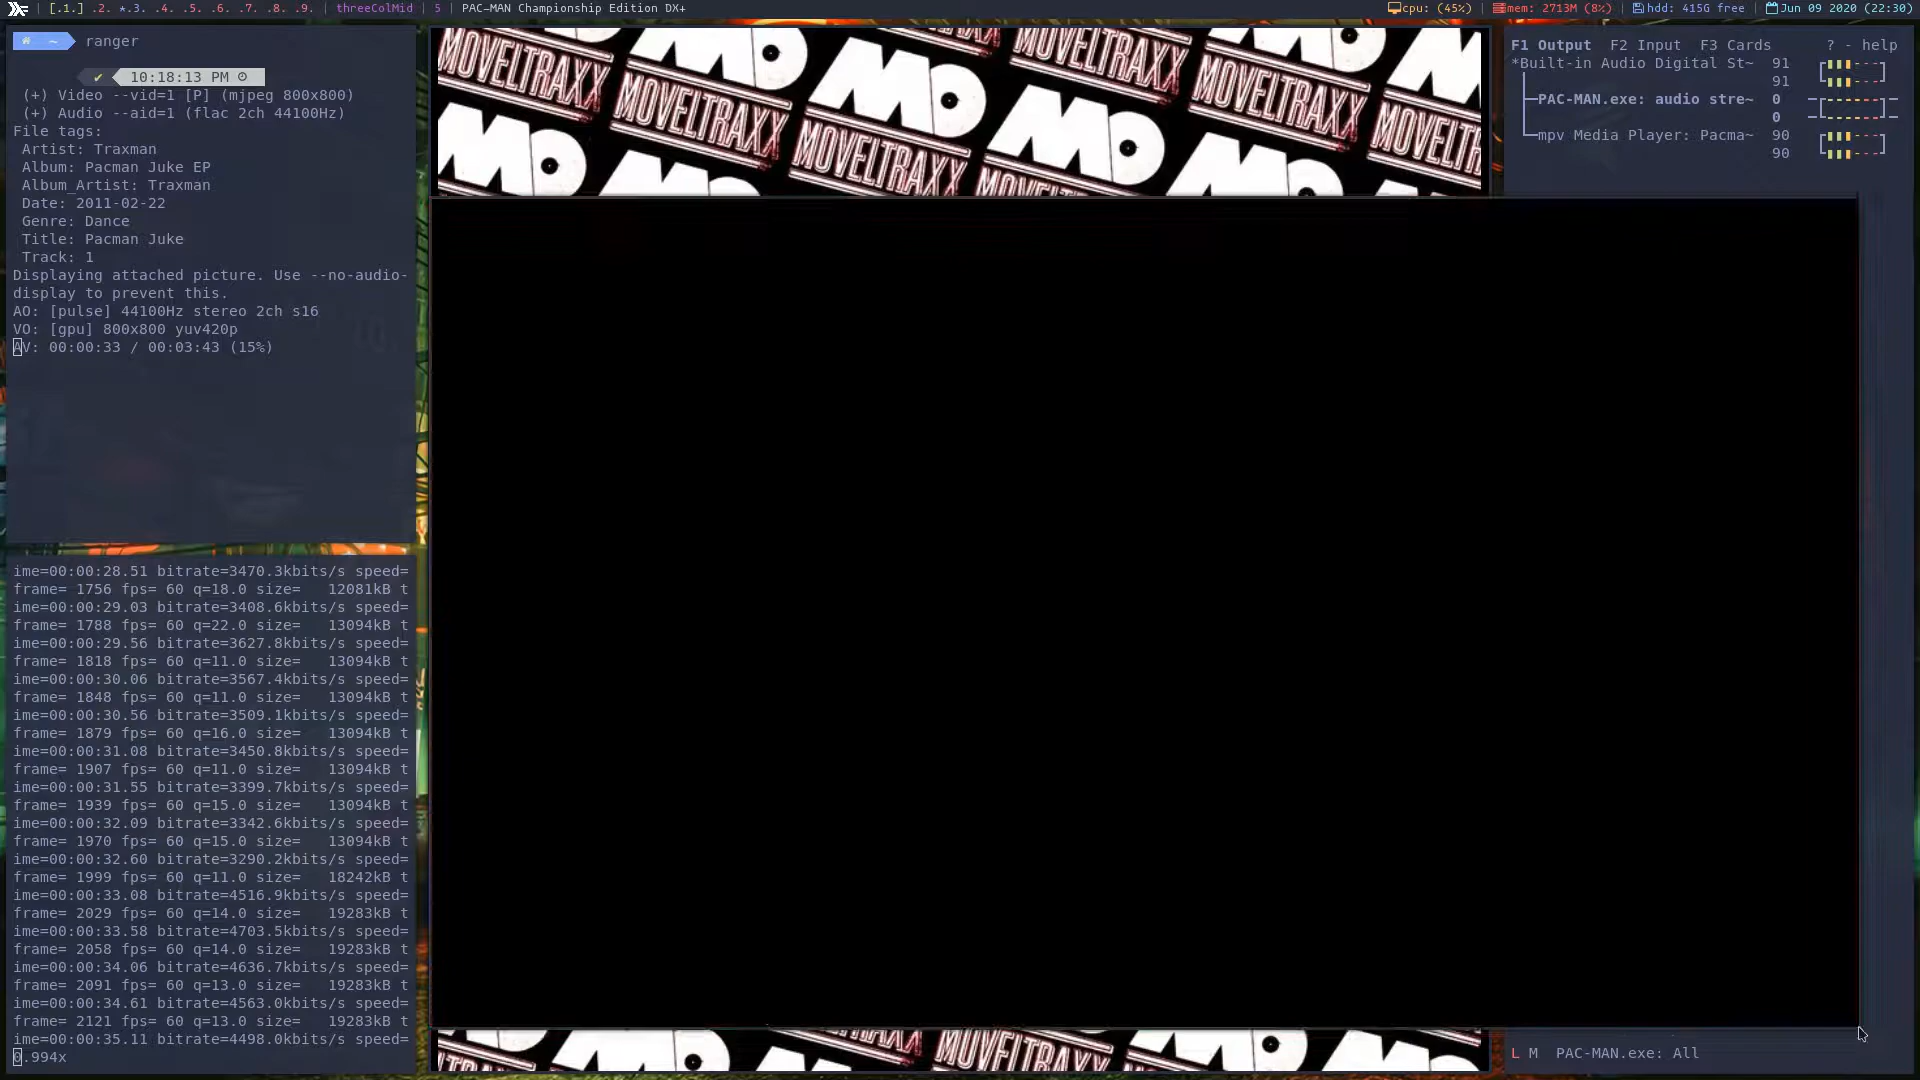 [.1.] .2. *.3. .4. .5. .6. .7. .8. .9. | threeColMid | 5 | PAC-MAN Championship Edition DX+
cpu: (45%) | mem: 2713M (8%) | hdd: 415G free | Jun 09 2020 (22:30)
~ ranger
✔ 10:18:13 PM
(+) Video --vid=1 [P] (mjpeg 800x800)
(+) Audio --aid=1 (flac 2ch 44100Hz)
File tags:
Artist: Traxman
Album: Pacman Juke EP
Album_Artist: Traxman
Date: 2011-02-22
Genre: Dance
Title: Pacman Juke
Track: 1
Displaying attached picture. Use --no-audio-
display to prevent this.
AO: [pulse] 44100Hz stereo 2ch s16
VO: [gpu] 800x800 yuv420p
AV: 00:00:33 / 00:03:43 (15%)
ime=00:00:28.51 bitrate=3470.3kbits/s speed=
frame= 1756 fps= 60 q=18.0 size=   12081kB t
ime=00:00:29.03 bitrate=3408.6kbits/s speed=
frame= 1788 fps= 60 q=22.0 size=   13094kB t
ime=00:00:29.56 bitrate=3627.8kbits/s speed=
frame= 1818 fps= 60 q=11.0 size=   13094kB t
ime=00:00:30.06 bitrate=3567.4kbits/s speed=
frame= 1848 fps= 60 q=11.0 size=   13094kB t
ime=00:00:30.56 bitrate=3509.1kbits/s speed=
frame= 1879 fps= 60 q=16.0 size=   13094kB t
ime=00:00:31.08 bitrate=3450.8kbits/s speed=
frame= 1907 fps= 60 q=11.0 size=   13094kB t
ime=00:00:31.55 bitrate=3399.7kbits/s speed=
frame= 1939 fps= 60 q=15.0 size=   13094kB t
ime=00:00:32.09 bitrate=3342.6kbits/s speed=
frame= 1970 fps= 60 q=15.0 size=   13094kB t
ime=00:00:32.60 bitrate=3290.2kbits/s speed=
frame= 1999 fps= 60 q=11.0 size=   18242kB t
ime=00:00:33.08 bitrate=4516.9kbits/s speed=
frame= 2029 fps= 60 q=14.0 size=   19283kB t
ime=00:00:33.58 bitrate=4703.5kbits/s speed=
frame= 2058 fps= 60 q=14.0 size=   19283kB t
ime=00:00:34.06 bitrate=4636.7kbits/s speed=
frame= 2091 fps= 60 q=13.0 size=   19283kB t
ime=00:00:34.61 bitrate=4563.0kbits/s speed=
frame= 2121 fps= 60 q=13.0 size=   19283kB t
ime=00:00:35.11 bitrate=4498.0kbits/s speed=
0.994x
MO MO MO MO MO
MOVELTRAXX MOVELTRAXX MOVELTRAXX MOVELTRAXX MOVELTRAXX
MOVELTRAXX
F1 Output F2 Input F3 Cards ? - help
*Built-in Audio Digital St~ 91
91
PAC-MAN.exe: audio stre~ 0
0
mpv Media Player: Pacma~ 90
90
L M PAC-MAN.exe: All